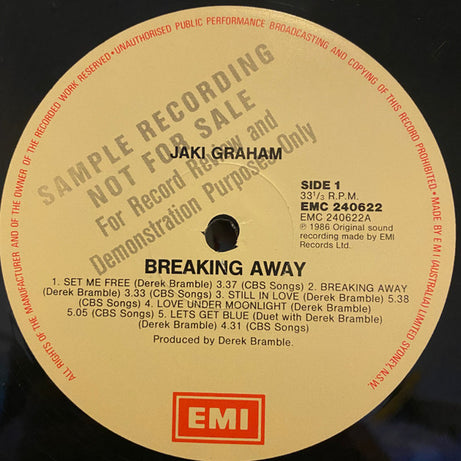 ALL RIGHTS OF THE MANUFACTURER AND OF THE OWNER OF THE RECORDED WORK RESERVED • UNAUTHORISED PUBLIC PERFORMANCE BROADCASTING AND COPYING OF THIS RECORD PROHIBITED • MADE BY E M I (AUSTRALIA) LIMITED SYDNEY, N.S.W.
SAMPLE RECORDING
NOT FOR SALE
For Record Review and
Demonstration Purposes Only
JAKI GRAHAM
SIDE 1
33 1/3 R.P.M.
EMC 240622
EMC 240622A
℗ 1986 Original sound
recording made by EMI
Records Ltd.
BREAKING AWAY
1. SET ME FREE (Derek Bramble) 3.37 (CBS Songs) 2. BREAKING AWAY
(Derek Bramble) 3.33 (CBS Songs) 3. STILL IN LOVE (Derek Bramble) 5.38
(CBS Songs) 4. LOVE UNDER MOONLIGHT (Derek Bramble)
5.05 (CBS Songs) 5. LETS GET BLUE (Duet with Derek Bramble)
(Derek Bramble) 4.31 (CBS Songs)
Produced by Derek Bramble.
EMI